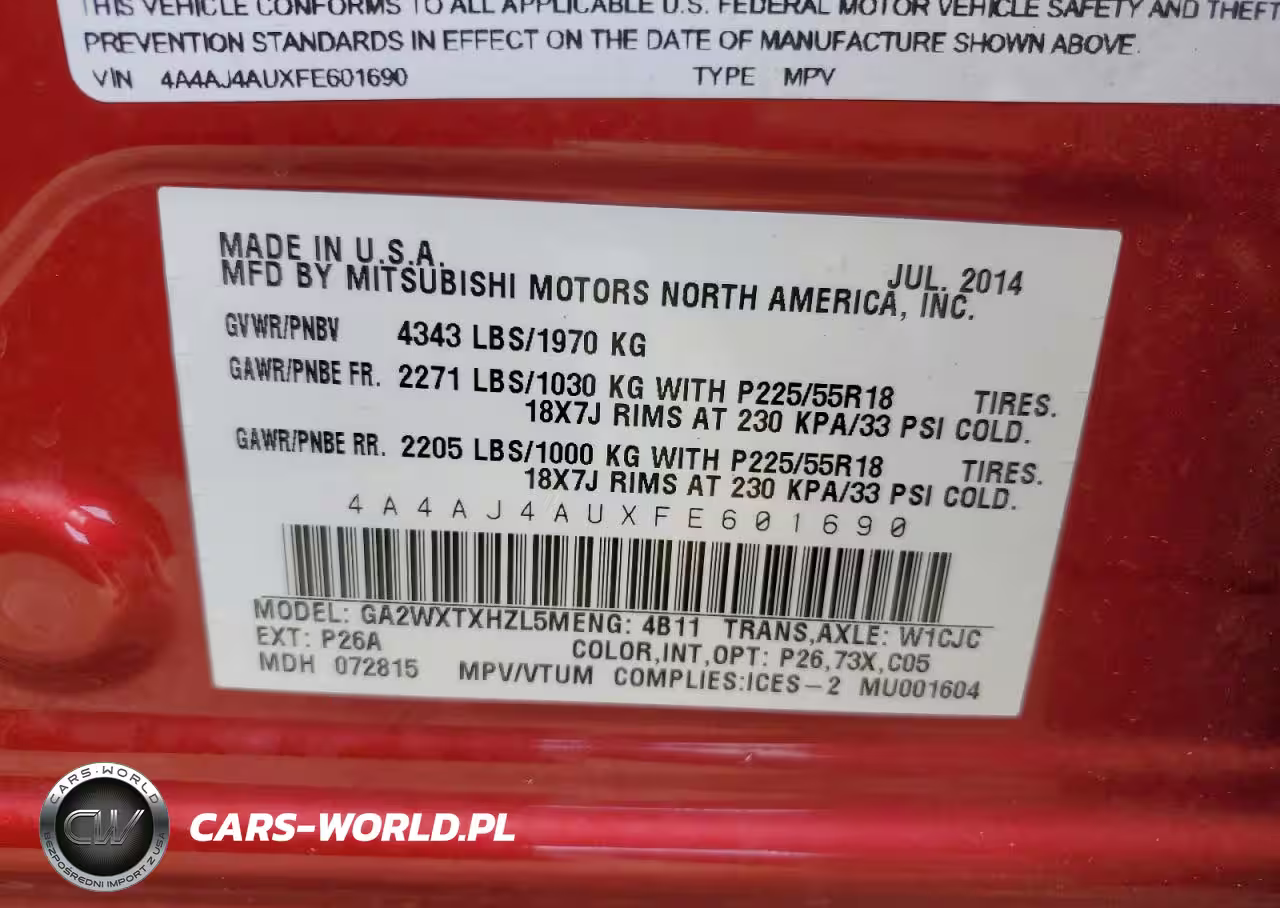 THIS VEHICLE CONFORMS TO ALL APPLICABLE U.S. FEDERAL MOTOR VEHICLE SAFETY AND THEFT
PREVENTION STANDARDS IN EFFECT ON THE DATE OF MANUFACTURE SHOWN ABOVE.
VIN 4A4AJ4AUXFE601690 TYPE MPV
MADE IN U.S.A. JUL. 2014
MFD BY MITSUBISHI MOTORS NORTH AMERICA, INC.
GVWR/PNBV 4343 LBS/1970 KG
GAWR/PNBE FR. 2271 LBS/1030 KG WITH P225/55R18 TIRES.
18X7J RIMS AT 230 KPA/33 PSI COLD.
GAWR/PNBE RR. 2205 LBS/1000 KG WITH P225/55R18 TIRES.
18X7J RIMS AT 230 KPA/33 PSI COLD.
4A4AJ4AUXFE601690
MODEL: GA2WXTXHZL5MENG: 4B11 TRANS,AXLE: W1CJC
EXT: P26A COLOR,INT,OPT: P26,73X,C05
MDH 072815 MPV/VTUM COMPLIES:ICES-2 MU001604
CARS-WORLD
CW
BEZPOŚREDNI IMPORT Z USA
CARS-WORLD.PL